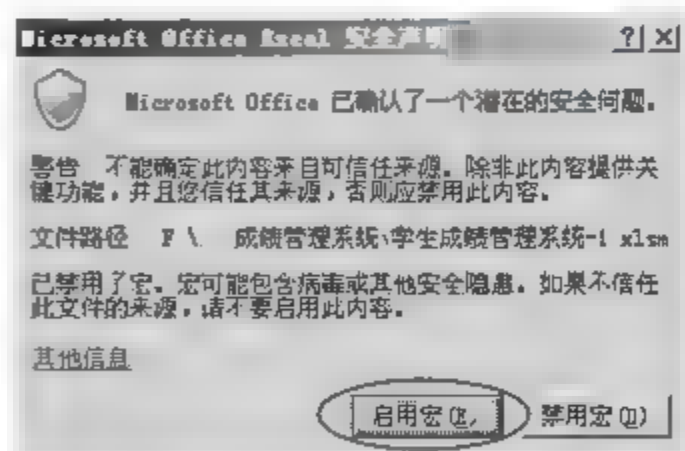 Microsoft Office Excel 安全声明
Microsoft Office 已确认了一个潜在的安全问题。
警告 不能确定此内容来自可信任来源。除非此内容提供关
键功能，并且您信任其来源，否则应禁用此内容。
文件路径 F \. 成绩管理系统\学生成绩管理系统-1 xlsm
已禁用了宏。宏可能包含病毒或其他安全隐患。如果不信任
此文件的来源，请不要启用此内容。
其他信息
启用宏(E) 禁用宏(D)